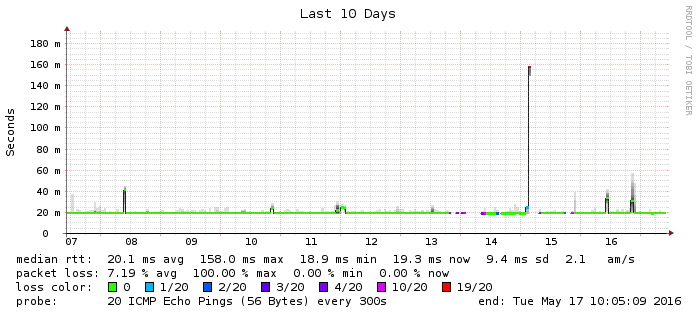 Last 10 Days
RRDTOOL / TOBI OETIKER
Seconds
180 m
160 m
140 m
120 m
100 m
80 m
60 m
40 m
20 m
0
07 08 09 10 11 12 13 14 15 16
median rtt: 20.1 ms avg 158.0 ms max 18.9 ms min 19.3 ms now 9.4 ms sd 2.1 am/s
packet loss: 7.19 % avg 100.00 % max 0.00 % min 0.00 % now
loss color: 0 1/20 2/20 3/20 4/20 10/20 19/20
probe: 20 ICMP Echo Pings (56 Bytes) every 300s end: Tue May 17 10:05:09 2016